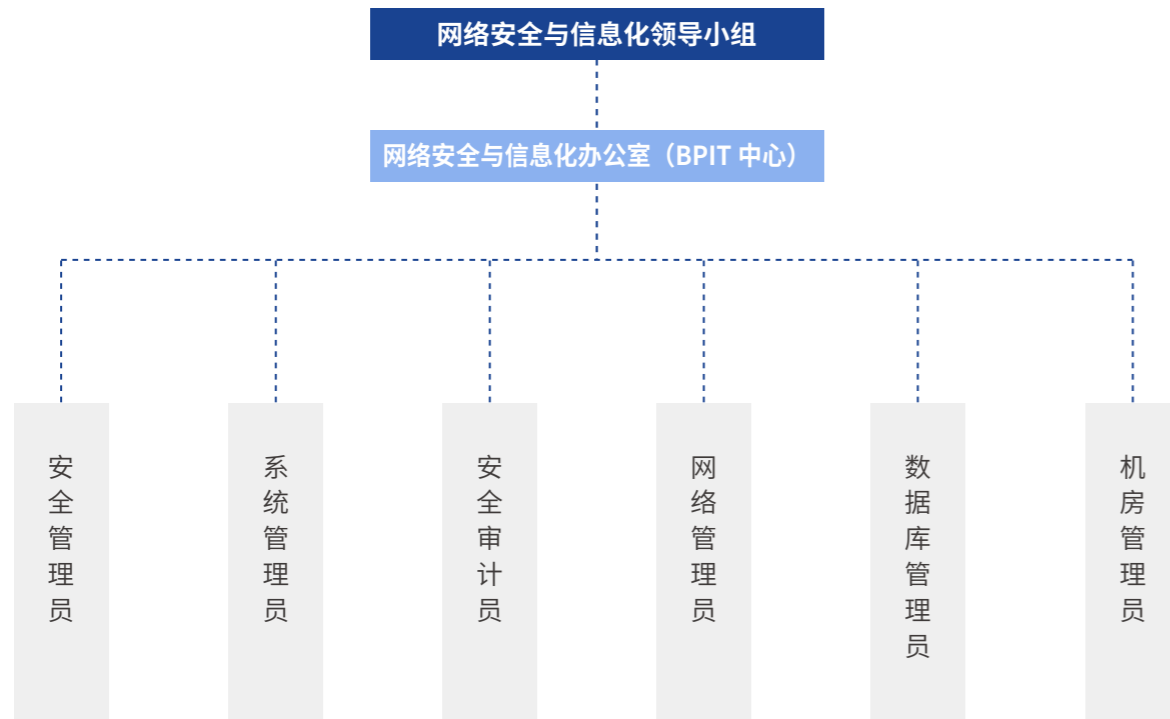 网络安全与信息化领导小组
网络安全与信息化办公室（BPIT 中心）
安全管理员
系统管理员
安全审计员
网络管理员
数据库管理员
机房管理员